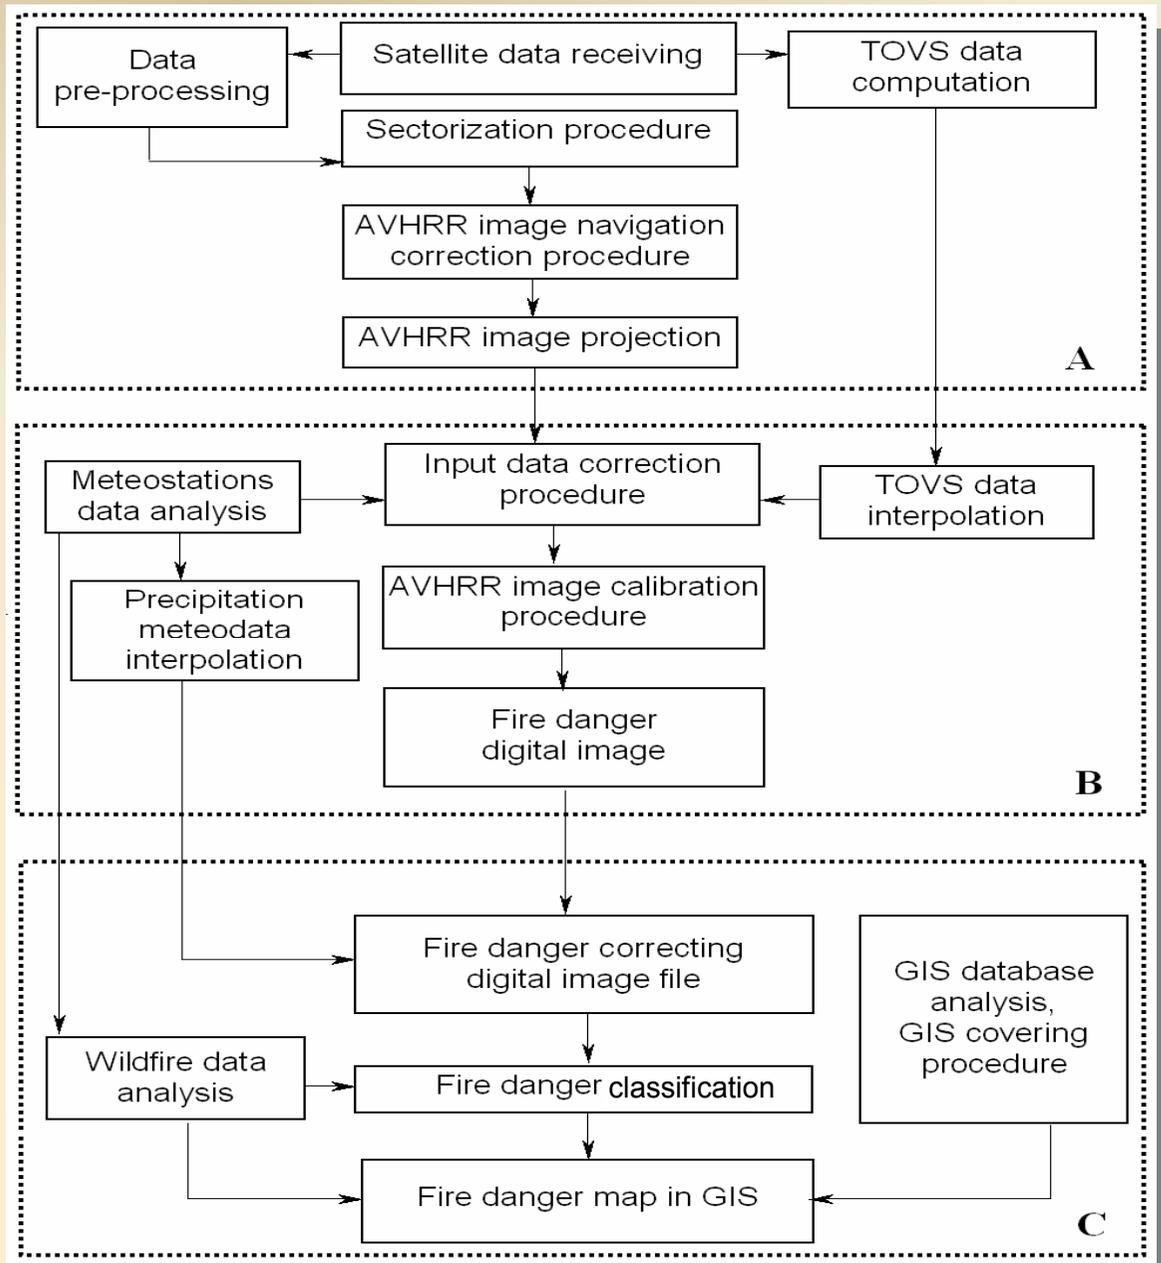 Data
pre-processing
Satellite data receiving
TOVS data
computation
Sectorization procedure
AVHRR image navigation
correction procedure
AVHRR image projection
A
Meteostations
data analysis
Input data correction
procedure
TOVS data
interpolation
Precipitation
meteodata
interpolation
AVHRR image calibration
procedure
Fire danger
digital image
B
Fire danger correcting
digital image file
GIS database
analysis,
GIS covering
procedure
Wildfire data
analysis
Fire danger classification
Fire danger map in GIS
C